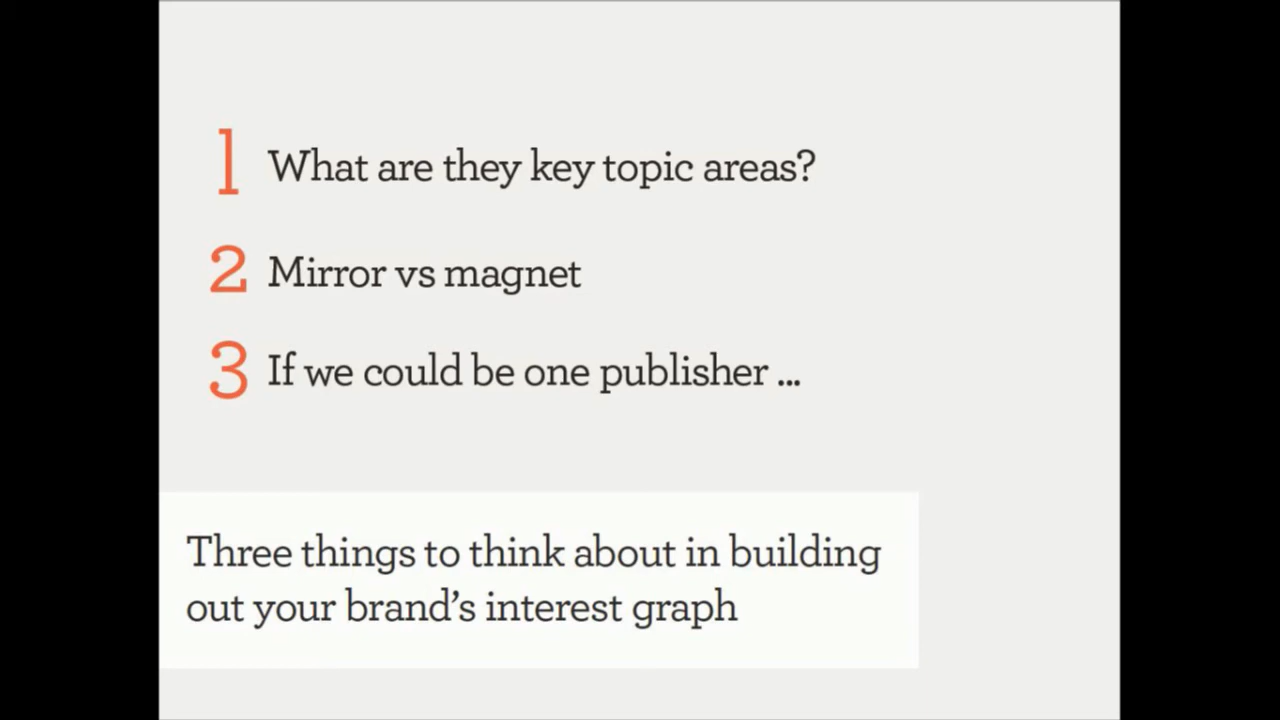 1 What are they key topic areas?
2 Mirror vs magnet
3 If we could be one publisher ...
Three things to think about in building
out your brand’s interest graph